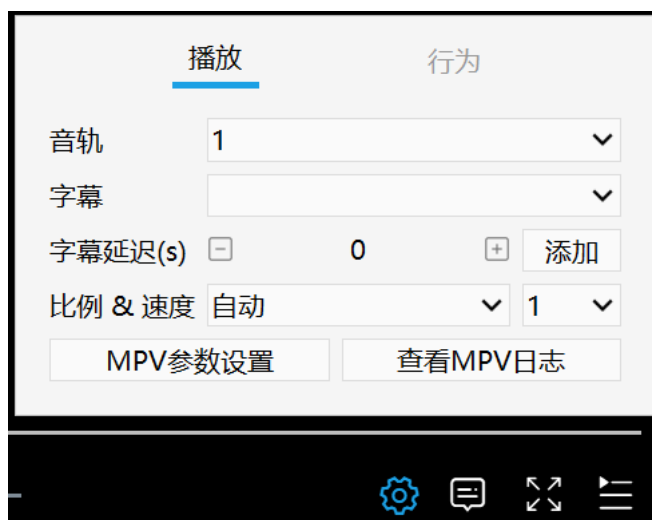 播放 行为
音轨 1
字幕
字幕延迟(s) 0 添加
比例 & 速度 自动 1
MPV参数设置 查看MPV日志